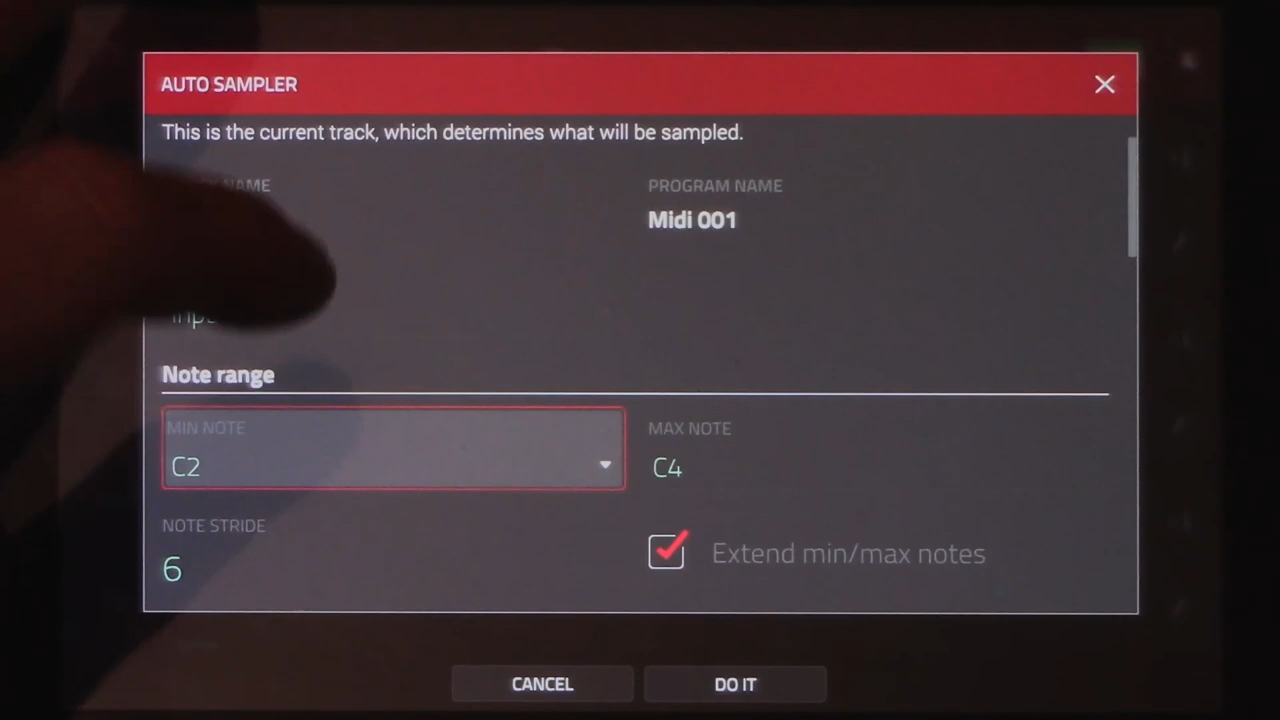 AUTO SAMPLER
This is the current track, which determines what will be sampled.
NAME
PROGRAM NAME
Midi 001
Note range
MIN NOTE
MAX NOTE
C2
C4
NOTE STRIDE
6
Extend min/max notes
CANCEL
DO IT